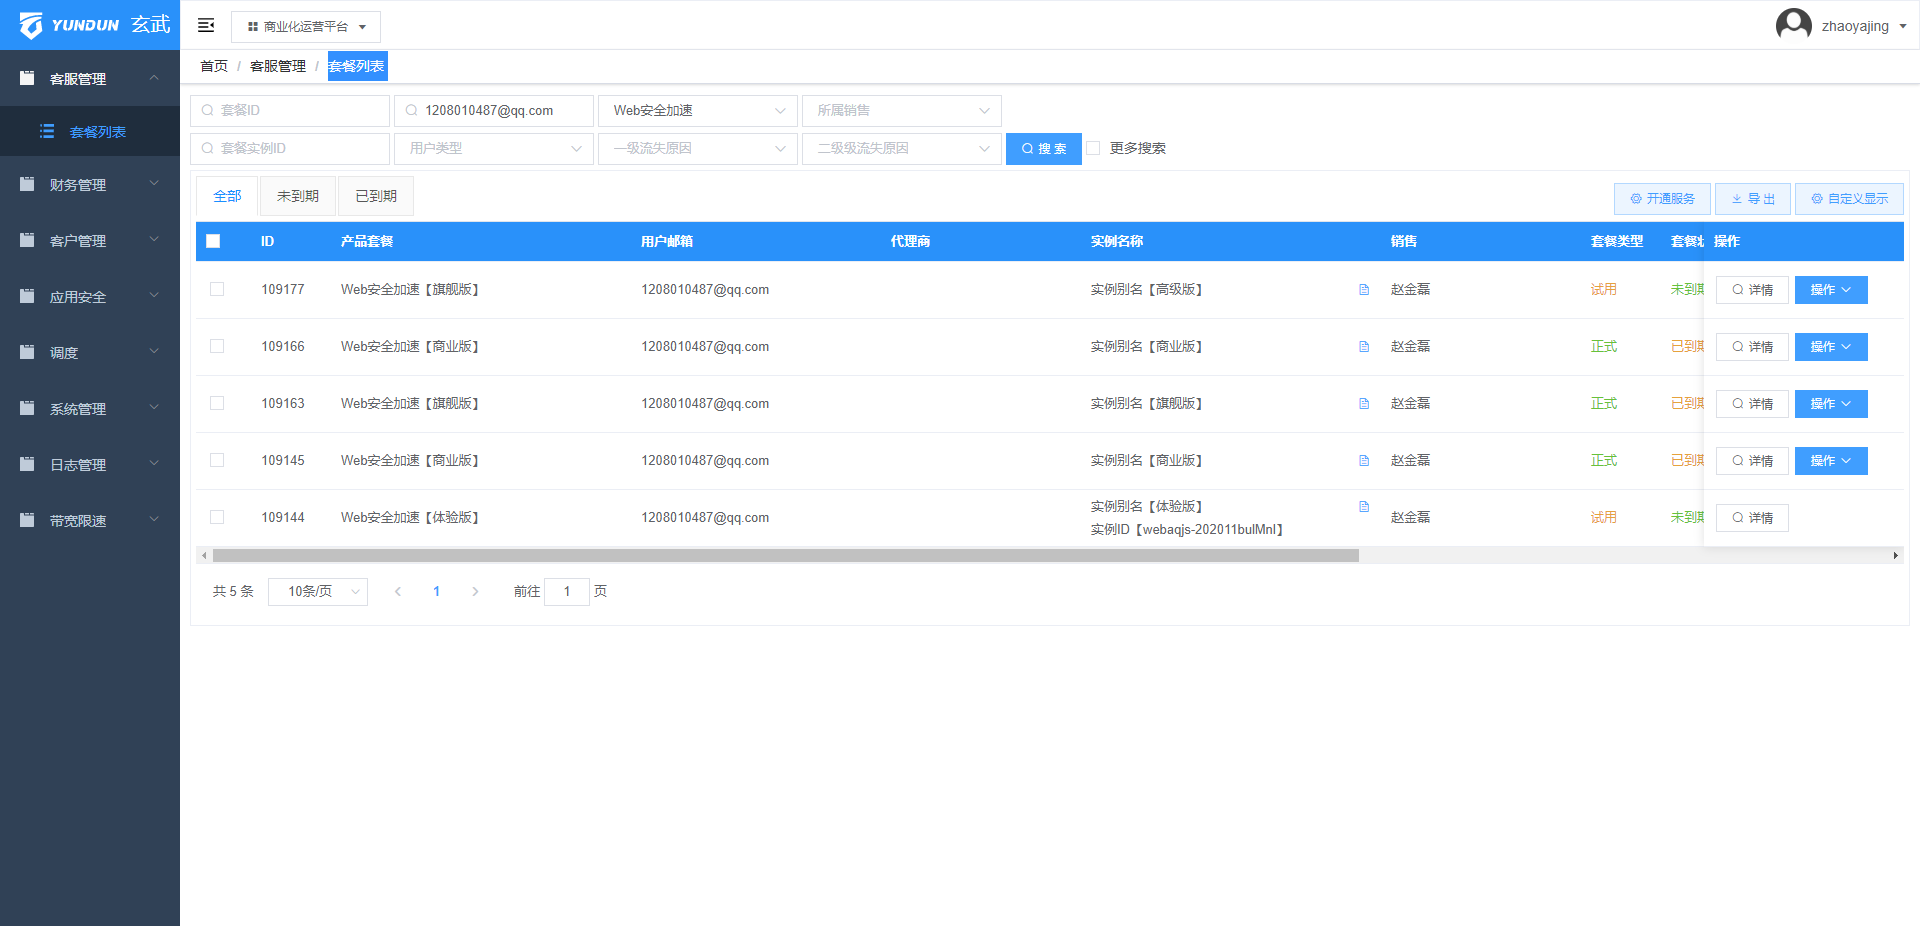 YUNDUN 玄武
商业化运营平台
zhaoyajing
客服管理
套餐列表
财务管理
客户管理
应用安全
调度
系统管理
日志管理
带宽限速
首页 / 客服管理 / 套餐列表
套餐ID 1208010487@qq.com Web安全加速 所属销售
套餐实例ID 用户类型 一级流失原因 二级级流失原因 搜 索 更多搜索
全部 未到期 已到期 开通服务 导 出 自定义显示
ID 产品套餐 用户邮箱 代理商 实例名称 销售 套餐类型 套餐 操作
109177 Web安全加速【旗舰版】 1208010487@qq.com 实例别名【高级版】 赵金磊 试用 未到期 详情 操作
109166 Web安全加速【商业版】 1208010487@qq.com 实例别名【商业版】 赵金磊 正式 已到期 详情 操作
109163 Web安全加速【旗舰版】 1208010487@qq.com 实例别名【旗舰版】 赵金磊 正式 已到期 详情 操作
109145 Web安全加速【商业版】 1208010487@qq.com 实例别名【商业版】 赵金磊 正式 已到期 详情 操作
109144 Web安全加速【体验版】 1208010487@qq.com 实例别名【体验版】 赵金磊 试用 未到期 详情
实例ID【webaqjs-202011bulMnl】
共 5 条 10条/页 1 前往 1 页